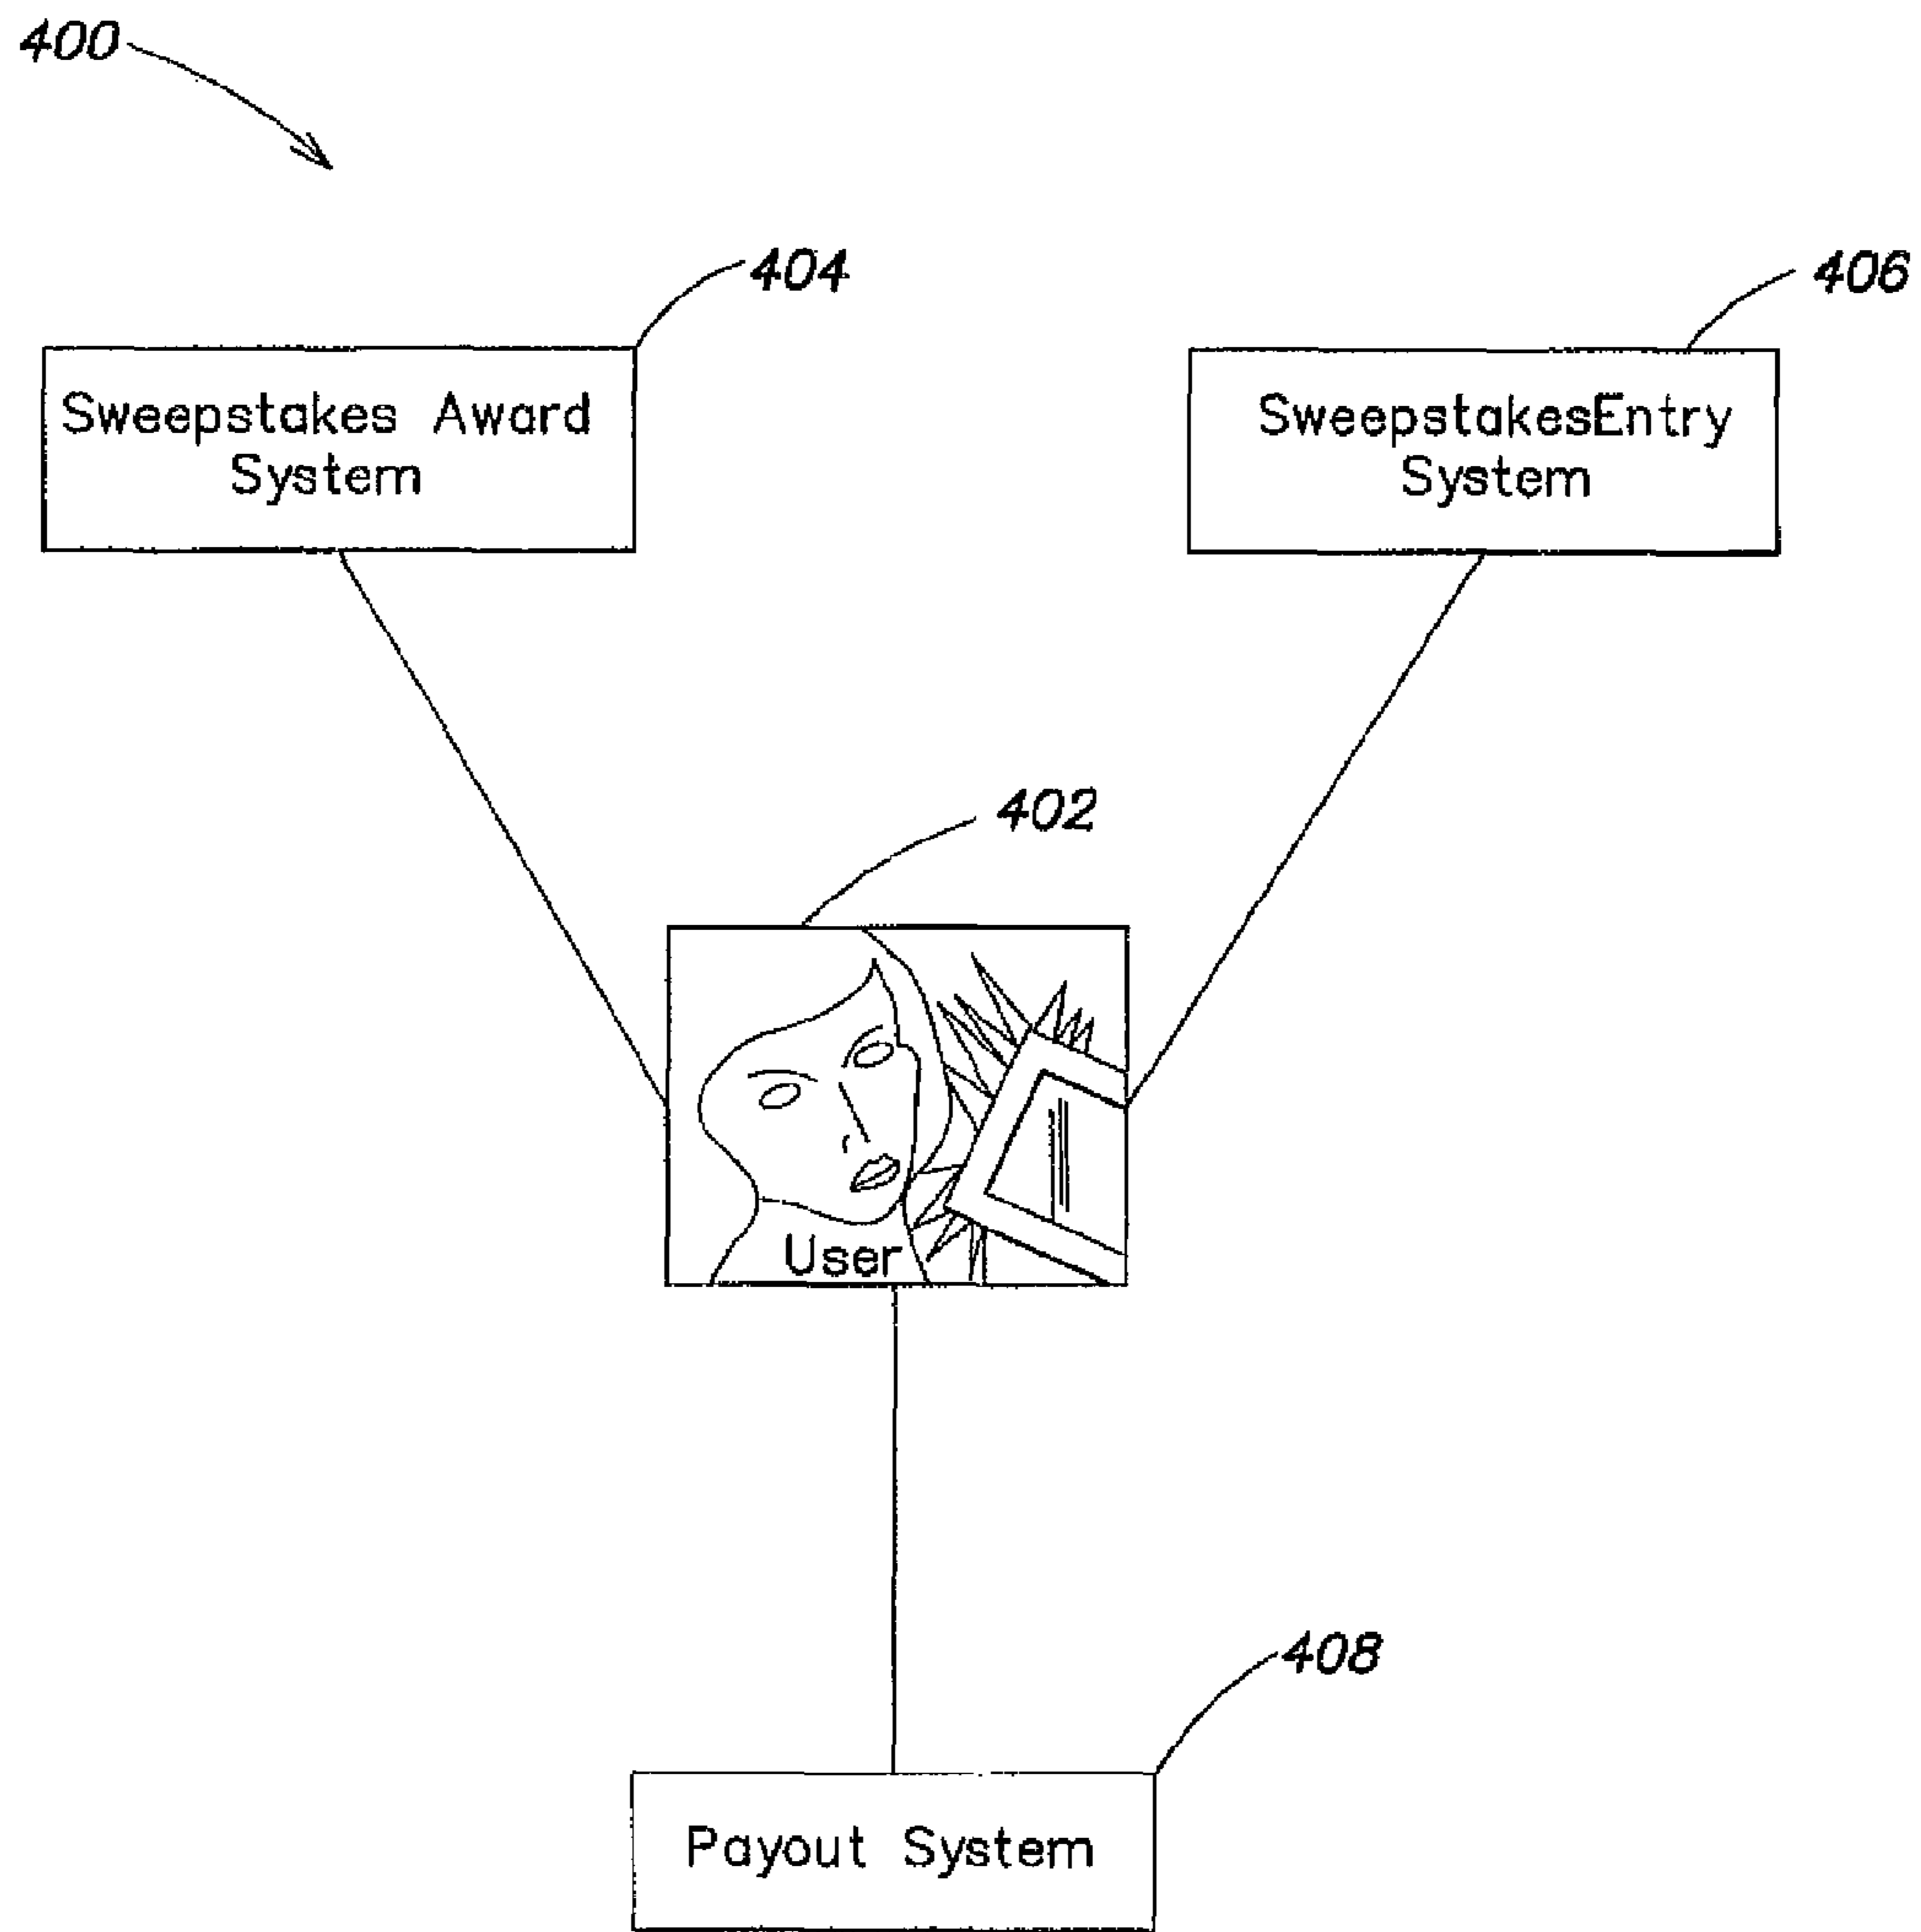 400
404
406
Sweepstakes Award
System
SweepstakesEntry
System
402
User
408
Payout System